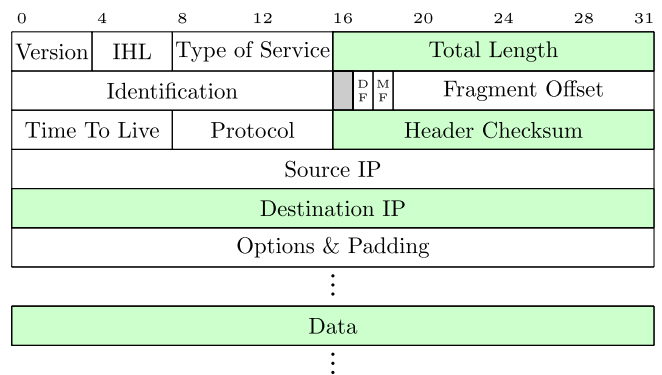 0 4 8 12 16 20 24 28 31
Version IHL Type of Service Total Length
Identification D F M F Fragment Offset
Time To Live Protocol Header Checksum
Source IP
Destination IP
Options & Padding
⋮
Data
⋮